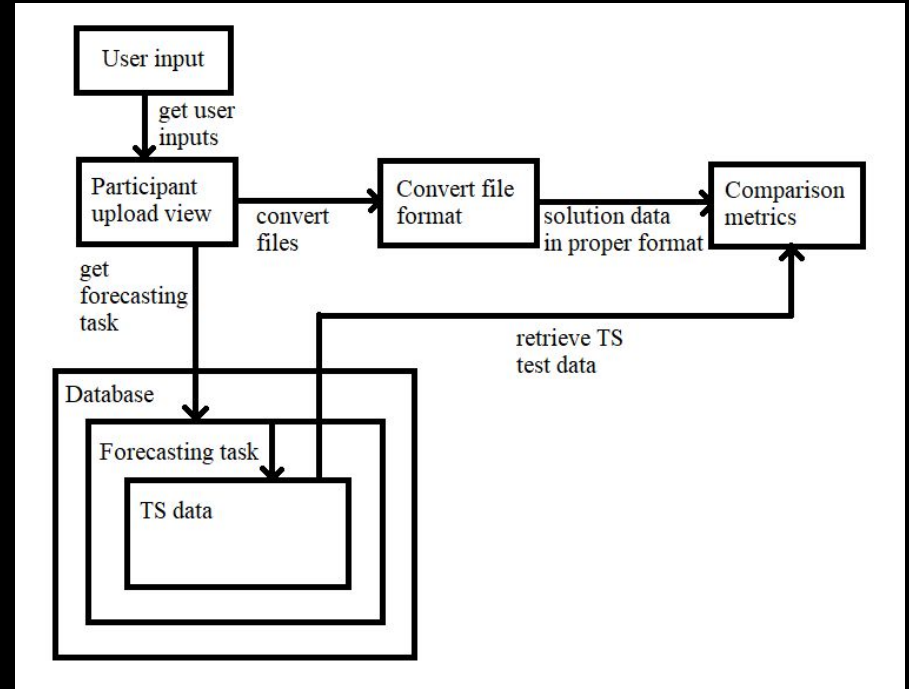 User input
get user
inputs
Participant
upload view
convert
files
Convert file
format
solution data
in proper format
Comparison
metrics
get
forecasting
task
retrieve TS
test data
Database
Forecasting task
TS data